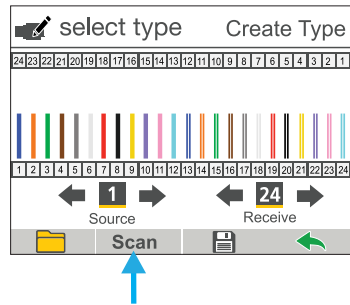 select type Create Type
24 23 22 21 20 19 18 17 16 15 14 13 12 11 10 9 8 7 6 5 4 3 2 1
1 2 3 4 5 6 7 8 9 10 11 12 13 14 15 16 17 18 19 20 21 22 23 24
1 24
Source Receive
Scan